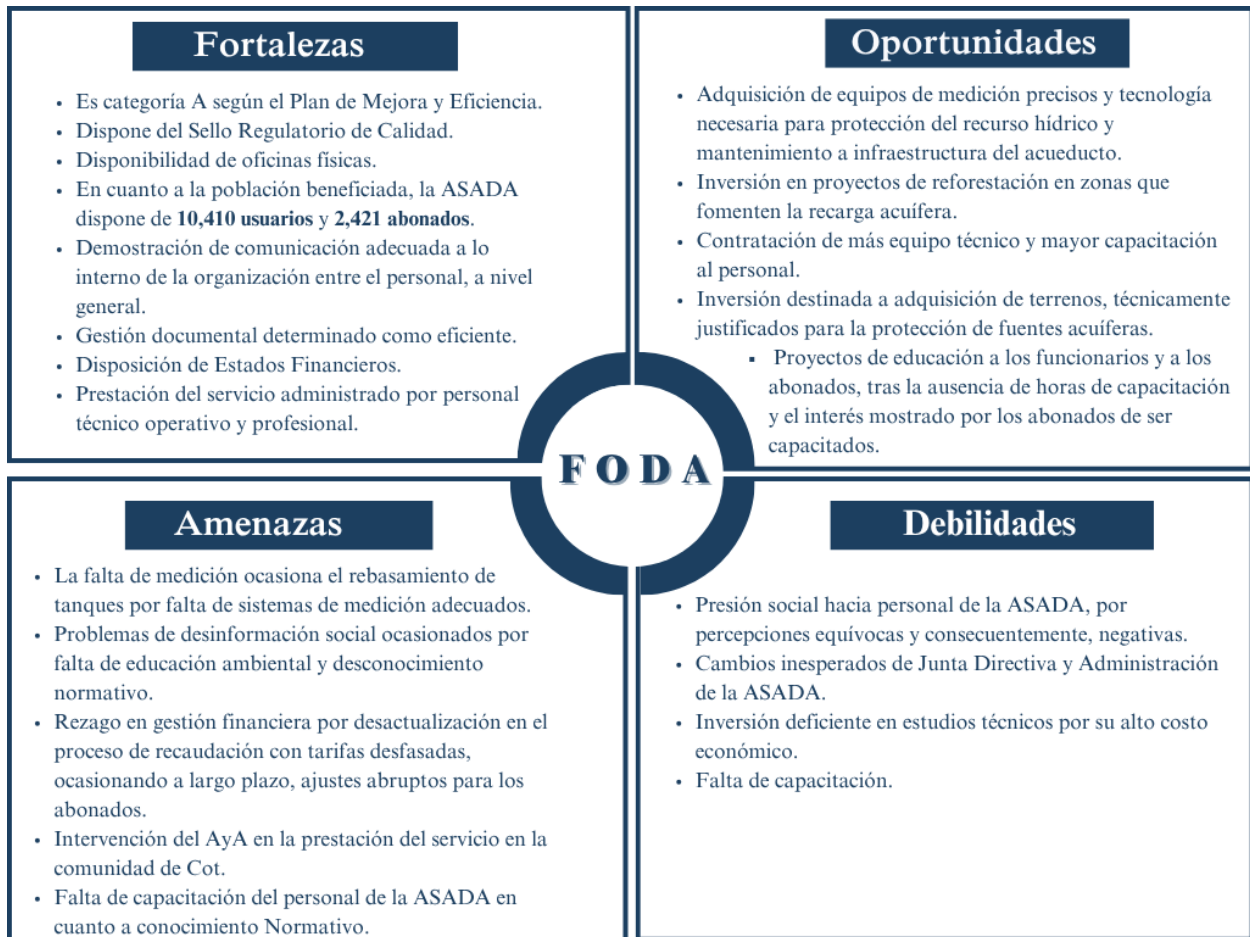 Fortalezas
• Es categoría A según el Plan de Mejora y Eficiencia.
• Dispone del Sello Regulatorio de Calidad.
• Disponibilidad de oficinas físicas.
• En cuanto a la población beneficiada, la ASADA
dispone de 10,410 usuarios y 2,421 abonados.
• Demostración de comunicación adecuada a lo
interno de la organización entre el personal, a nivel
general.
• Gestión documental determinado como eficiente.
• Disposición de Estados Financieros.
• Prestación del servicio administrado por personal
técnico operativo y profesional.
Oportunidades
• Adquisición de equipos de medición precisos y tecnología
necesaria para protección del recurso hídrico y
mantenimiento a infraestructura del acueducto.
• Inversión en proyectos de reforestación en zonas que
fomenten la recarga acuífera.
• Contratación de más equipo técnico y mayor capacitación
al personal.
• Inversión destinada a adquisición de terrenos, técnicamente
justificados para la protección de fuentes acuíferas.
▪ Proyectos de educación a los funcionarios y a los
abonados, tras la ausencia de horas de capacitación
y el interés mostrado por los abonados de ser
capacitados.
FODA
Amenazas
• La falta de medición ocasiona el rebasamiento de
tanques por falta de sistemas de medición adecuados.
• Problemas de desinformación social ocasionados por
falta de educación ambiental y desconocimiento
normativo.
• Rezago en gestión financiera por desactualización en el
proceso de recaudación con tarifas desfasadas,
ocasionando a largo plazo, ajustes abruptos para los
abonados.
• Intervención del AyA en la prestación del servicio en la
comunidad de Cot.
• Falta de capacitación del personal de la ASADA en
cuanto a conocimiento Normativo.
Debilidades
• Presión social hacia personal de la ASADA, por
percepciones equívocas y consecuentemente, negativas.
• Cambios inesperados de Junta Directiva y Administración
de la ASADA.
• Inversión deficiente en estudios técnicos por su alto costo
económico.
• Falta de capacitación.